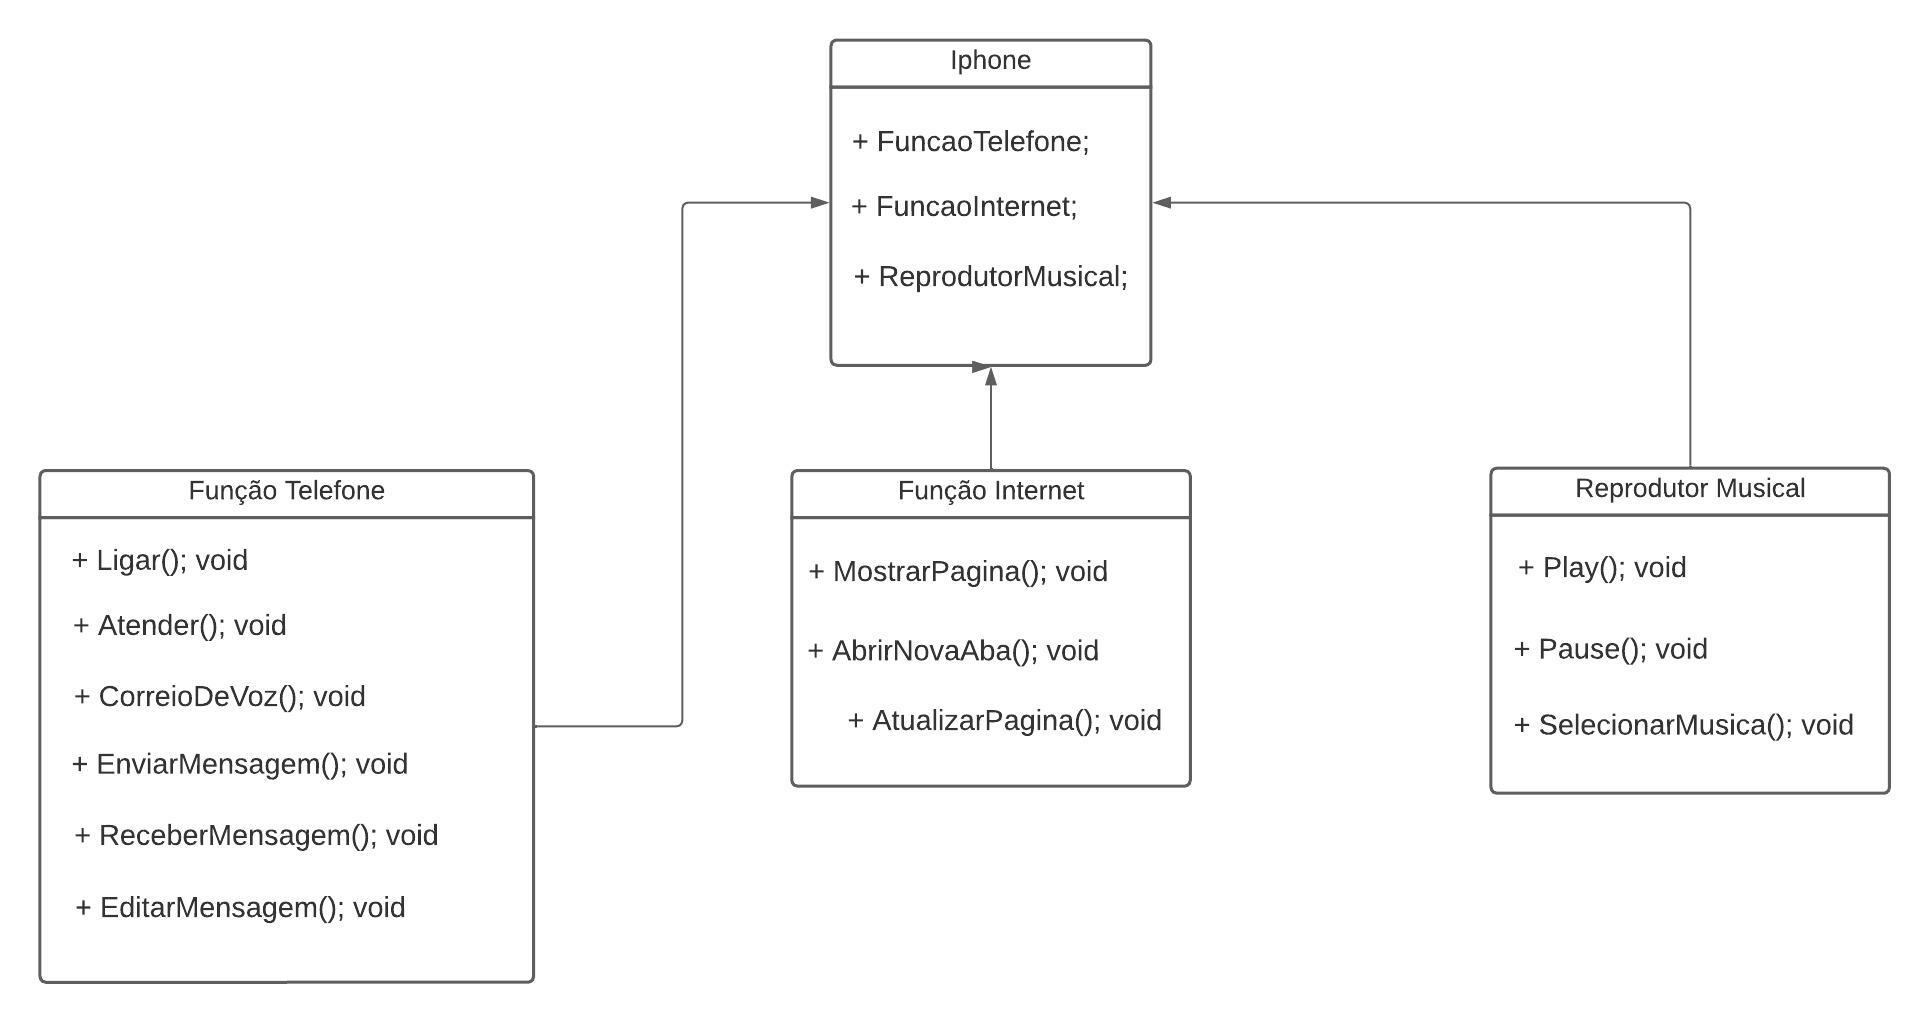 Iphone
+ FuncaoTelefone;
+ FuncaoInternet;
+ ReprodutorMusical;
Função Telefone
+ Ligar(); void
+ Atender(); void
+ CorreioDeVoz(); void
+ EnviarMensagem(); void
+ ReceberMensagem(); void
+ EditarMensagem(); void
Função Internet
+ MostrarPagina(); void
+ AbrirNovaAba(); void
+ AtualizarPagina(); void
Reprodutor Musical
+ Play(); void
+ Pause(); void
+ SelecionarMusica(); void